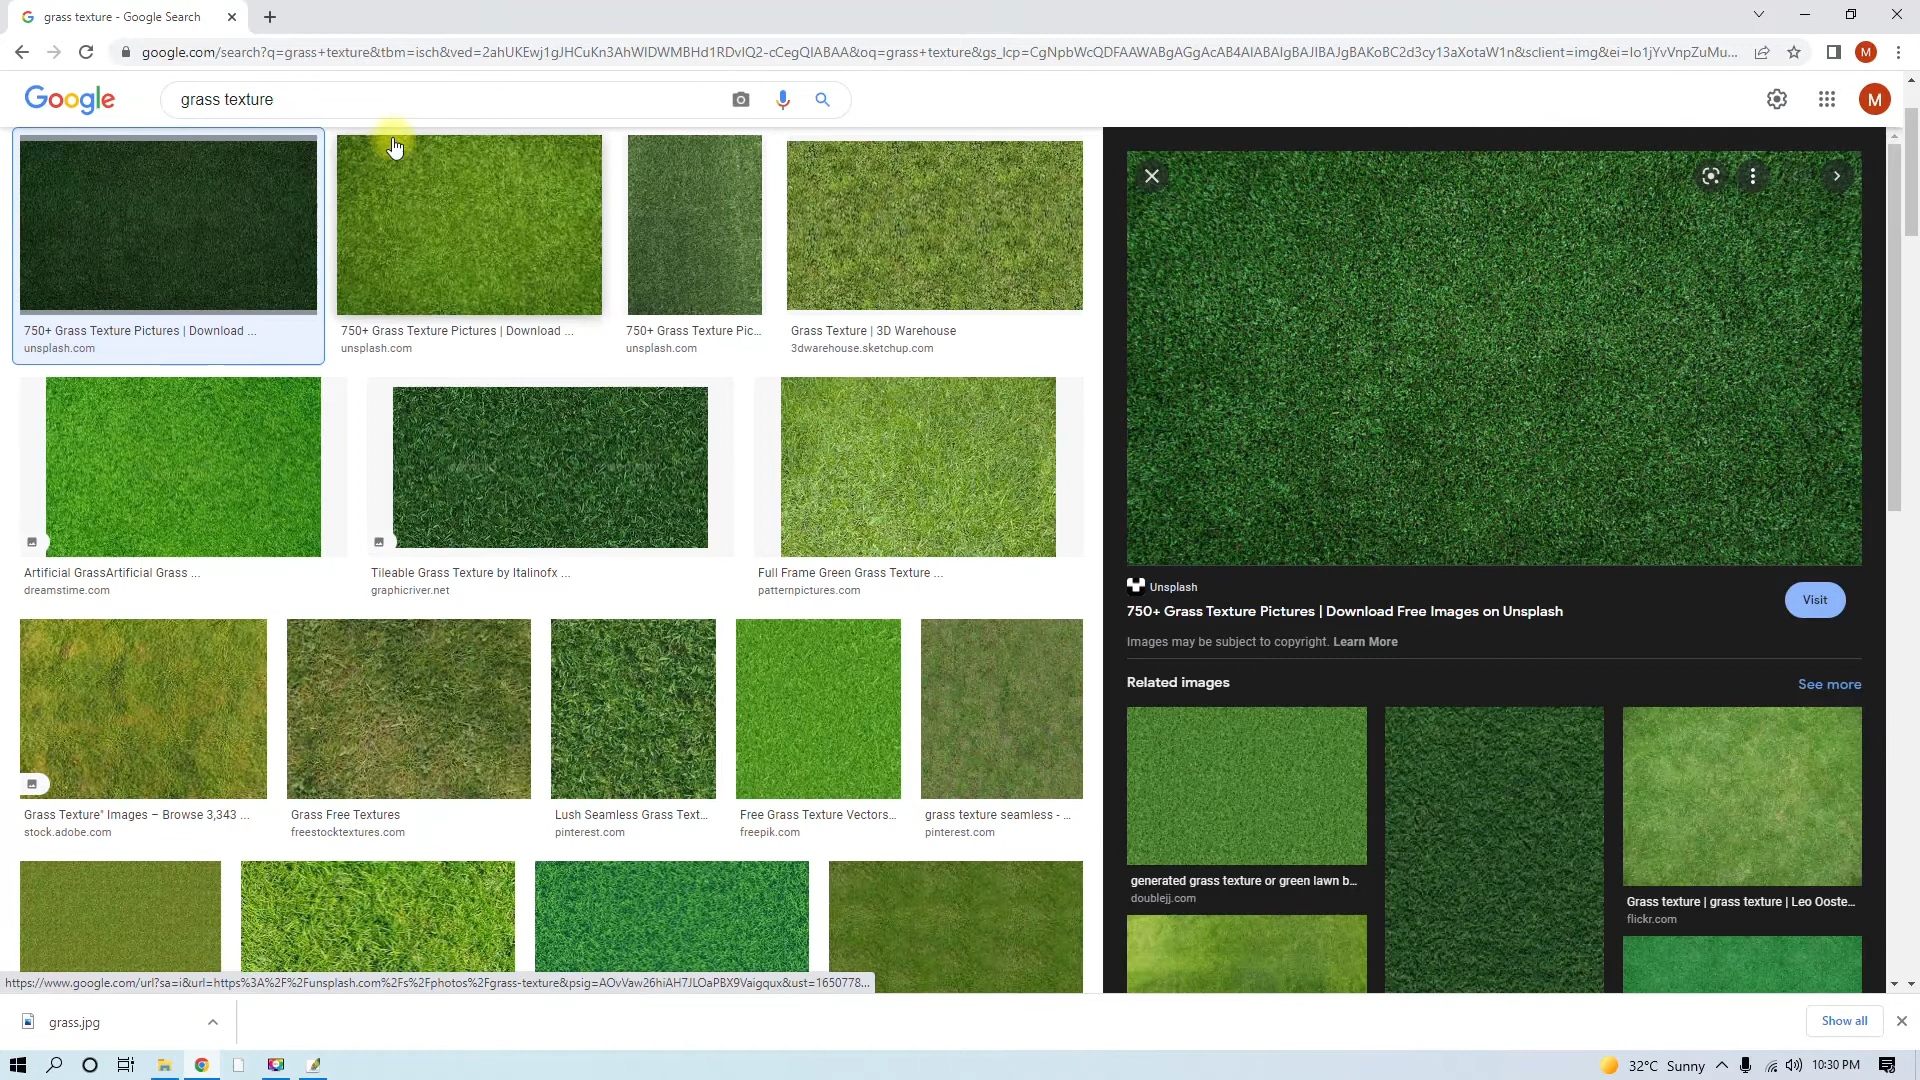 grass texture - Google Search
google.com/search?q=grass+texture&tbm=isch&ved=2ahUKEwj1gJHCuKn3AhWIDWMBHd1RDvIQ2-cCegQIABAA&oq=grass+texture&gs_lcp=CgNpbWcQDFAAWABgAGgAcAB4AIABAIgBAJIBAJgBAKoBC2d3cy13aXotaW1n&sclient=img&ei=Io1jYvVnpZuMu...
M
Google
grass texture
M
750+ Grass Texture Pictures | Download ...
unsplash.com
750+ Grass Texture Pictures | Download ...
unsplash.com
750+ Grass Texture Pic...
unsplash.com
Grass Texture | 3D Warehouse
3dwarehouse.sketchup.com
Artificial GrassArtificial Grass ...
dreamstime.com
Tileable Grass Texture by Italinofx ...
graphicriver.net
Full Frame Green Grass Texture ...
patternpictures.com
Grass Texture" Images – Browse 3,343 ...
stock.adobe.com
Grass Free Textures
freestocktextures.com
Lush Seamless Grass Text...
pinterest.com
Free Grass Texture Vectors...
freepik.com
grass texture seamless - ...
pinterest.com
Unsplash
750+ Grass Texture Pictures | Download Free Images on Unsplash
Visit
Images may be subject to copyright. Learn More
Related images
See more
generated grass texture or green lawn b...
doublejj.com
Grass texture | grass texture | Leo Ooste...
flickr.com
https://www.google.com/url?sa=i&url=https%3A%2F%2Funsplash.com%2Fs%2Fphotos%2Fgrass-texture&psig=AOvVaw26hiAH7JLOaPBX9Vaigqux&ust=1650778...
grass.jpg
Show all
32°C Sunny
10:30 PM